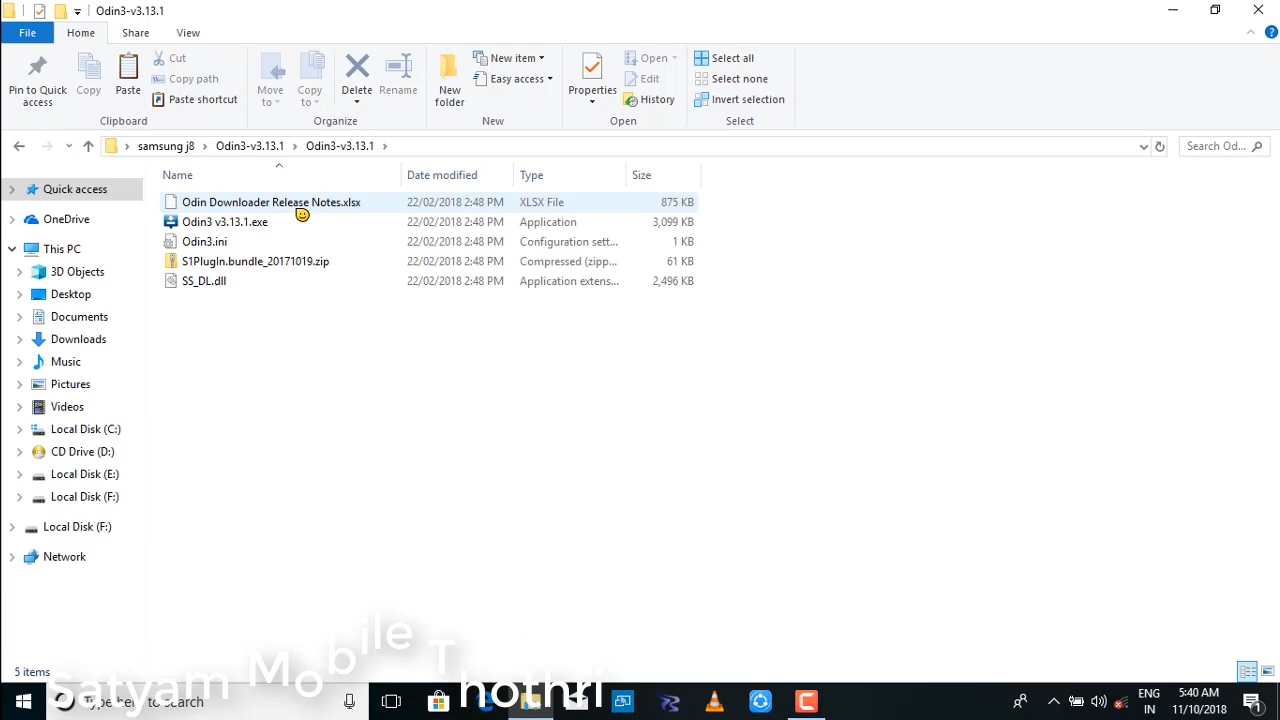 Odin3-v3.13.1
File Home Share View
Pin to Quick access
Copy
Paste
Cut
Copy path
Paste shortcut
Clipboard
Move to
Copy to
Delete
Rename
Organize
New folder
New item
Easy access
New
Properties
Open
Edit
History
Open
Select all
Select none
Invert selection
Select
samsung j8 Odin3-v3.13.1 Odin3-v3.13.1
Search Od...
Name Date modified Type Size
Odin Downloader Release Notes.xlsx 22/02/2018 2:48 PM XLSX File 875 KB
Odin3 v3.13.1.exe 22/02/2018 2:48 PM Application 3,099 KB
Odin3.ini 22/02/2018 2:48 PM Configuration sett... 1 KB
S1PlugIn.bundle_20171019.zip 22/02/2018 2:48 PM Compressed (zipp... 61 KB
SS_DL.dll 22/02/2018 2:48 PM Application extens... 2,496 KB
Quick access
OneDrive
This PC
3D Objects
Desktop
Documents
Downloads
Music
Pictures
Videos
Local Disk (C:)
CD Drive (D:)
Local Disk (E:)
Local Disk (F:)
Local Disk (F:)
Network
5 items
Satyam Mobile Thothri
Type here to search
ENG
IN
5:40 AM
11/10/2018
1